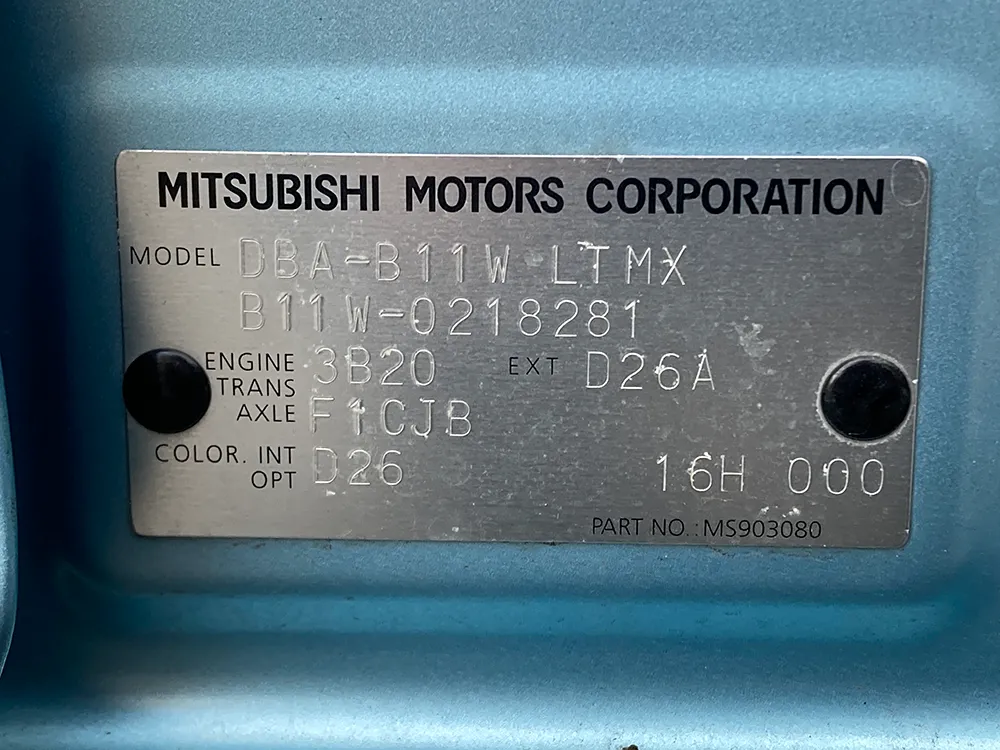 MITSUBISHI MOTORS CORPORATION
MODEL DBA-B11W LTMX
B11W-0218281
ENGINE 3B20 EXT D26A
TRANS
AXLE F1CJB
COLOR. INT D26
OPT 16H 000
PART NO.:MS903080